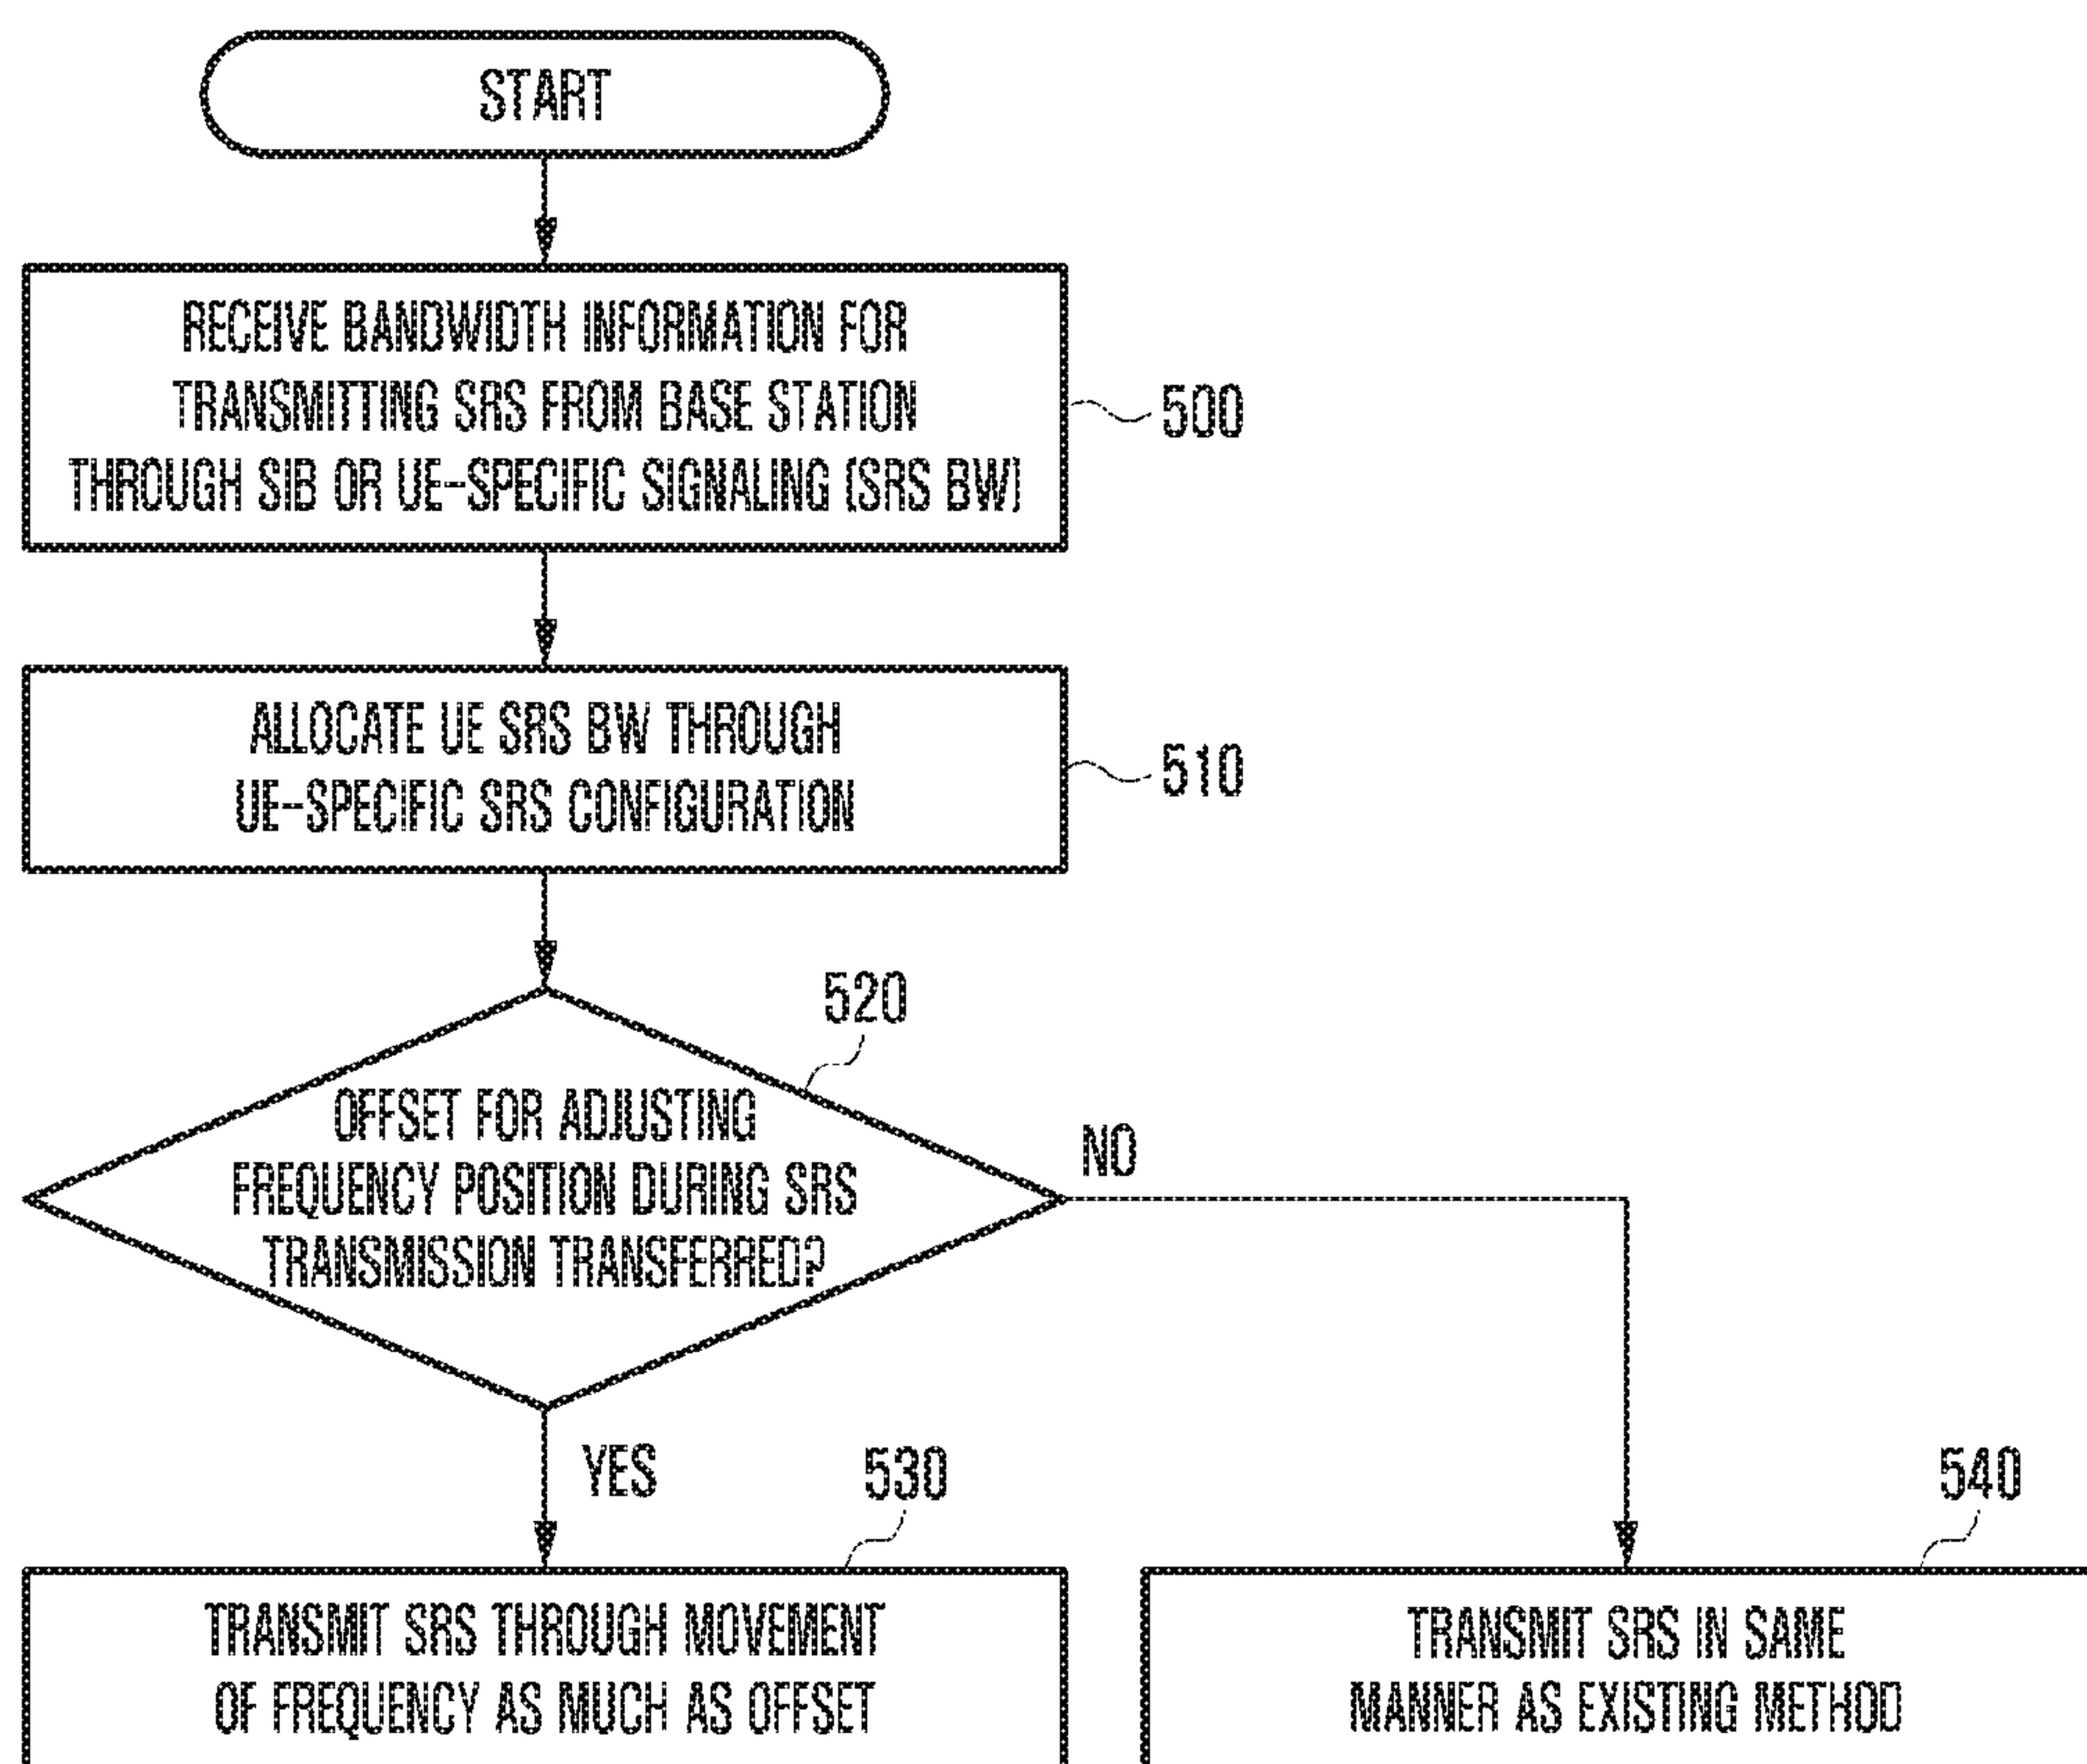 START
RECEIVE BANDWIDTH INFORMATION FOR
TRANSMITTING SRS FROM BASE STATION
THROUGH SIB OR UE-SPECIFIC SIGNALING (SRS BW)
500
ALLOCATE UE SRS BW THROUGH
UE-SPECIFIC SRS CONFIGURATION
510
520
OFFSET FOR ADJUSTING
FREQUENCY POSITION DURING SRS
TRANSMISSION TRANSFERRED?
NO
YES
530
540
TRANSMIT SRS THROUGH MOVEMENT
OF FREQUENCY AS MUCH AS OFFSET
TRANSMIT SRS IN SAME
MANNER AS EXISTING METHOD